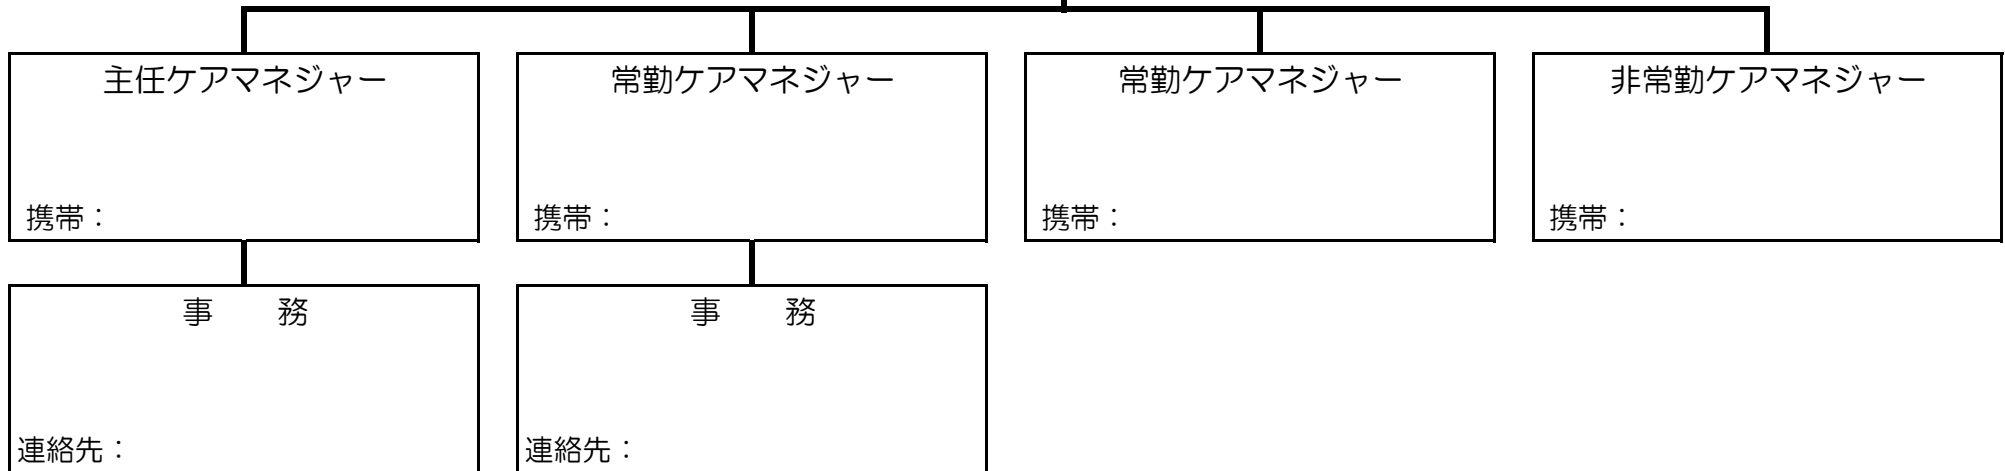 主任ケアマネジャー
携帯：
常勤ケアマネジャー
携帯：
常勤ケアマネジャー
携帯：
非常勤ケアマネジャー
携帯：
事　　務
連絡先：
事　　務
連絡先：